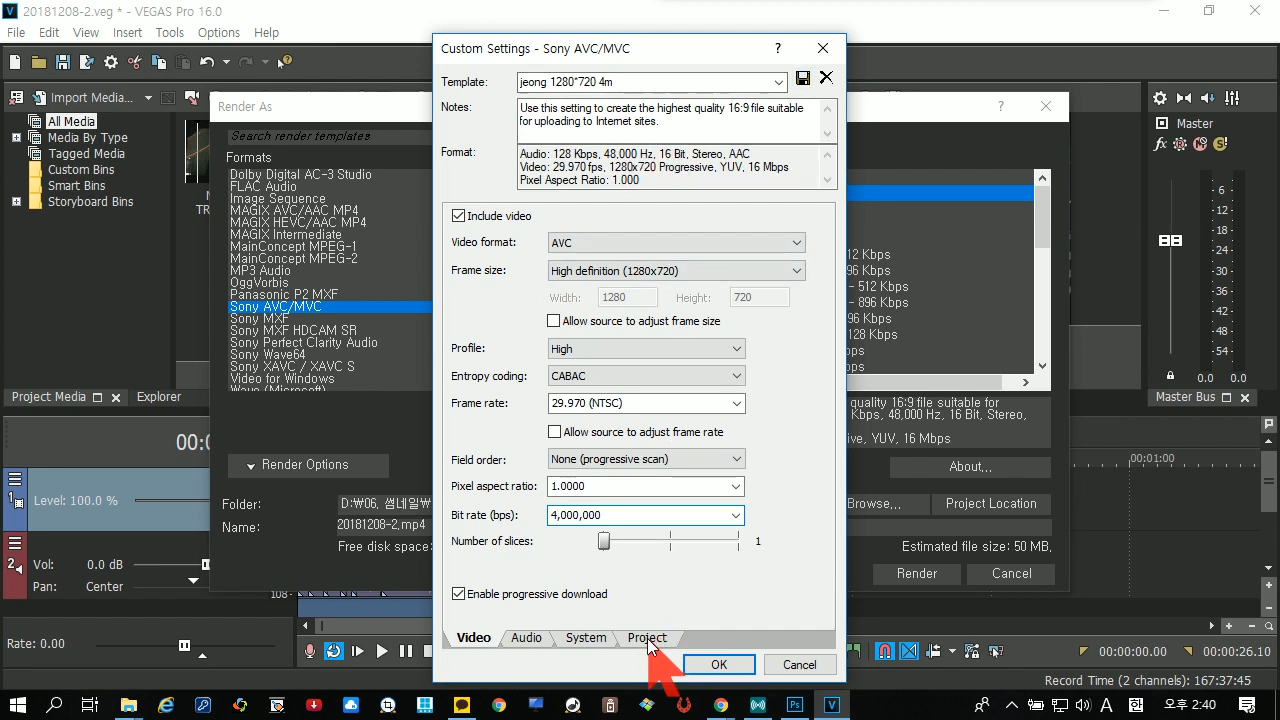 20181208-2.veg * - VEGAS Pro 16.0
File Edit View Insert Tools Options Help
Import Media...
All Media
Media By Type
Tagged Media
Custom Bins
Smart Bins
Storyboard Bins
Project Media Explorer
Render As
Search render templates
Formats
Dolby Digital AC-3 Studio
FLAC Audio
Image Sequence
MAGIX AVC/AAC MP4
MAGIX HEVC/AAC MP4
MAGIX Intermediate
MainConcept MPEG-1
MainConcept MPEG-2
MP3 Audio
OggVorbis
Panasonic P2 MXF
Sony AVC/MVC
Sony MXF
Sony MXF HDCAM SR
Sony Perfect Clarity Audio
Sony Wave64
Sony XAVC / XAVC S
Video for Windows
Wave (Microsoft)
Render Options
Folder: D:₩06. 썸네일₩
Name: 20181208-2.mp4
Free disk space:
Custom Settings - Sony AVC/MVC
Template: jeong 1280*720 4m
Notes: Use this setting to create the highest quality 16:9 file suitable
for uploading to Internet sites.
Format: Audio: 128 Kbps, 48,000 Hz, 16 Bit, Stereo, AAC
Video: 29.970 fps, 1280x720 Progressive, YUV, 16 Mbps
Pixel Aspect Ratio: 1.000
Include video
Video format: AVC
Frame size: High definition (1280x720)
Width: 1280 Height: 720
Allow source to adjust frame size
Profile: High
Entropy coding: CABAC
Frame rate: 29.970 (NTSC)
Allow source to adjust frame rate
Field order: None (progressive scan)
Pixel aspect ratio: 1.0000
Bit rate (bps): 4,000,000
Number of slices: 1
Enable progressive download
Video Audio System Project
OK Cancel
12 Kbps
96 Kbps
- 512 Kbps
- 896 Kbps
96 Kbps
128 Kbps
ops
ops
quality 16:9 file suitable for
Kbps, 48,000 Hz, 16 Bit, Stereo,
ive, YUV, 16 Mbps
About...
Browse... Project Location
Estimated file size: 50 MB.
Render Cancel
Master
fx
-6-
-12-
-18-
-24-
-30-
-36-
-42-
-48-
-54-
0.0 0.0
Master Bus
00:0
1
Level: 100.0 %
2
Vol: 0.0 dB
Pan: Center
108 -
Rate: 0.00
00:01:00
00:00:00.00
00:00:26.10
Record Time (2 channels): 167:37:45
A 한 오후 2:40